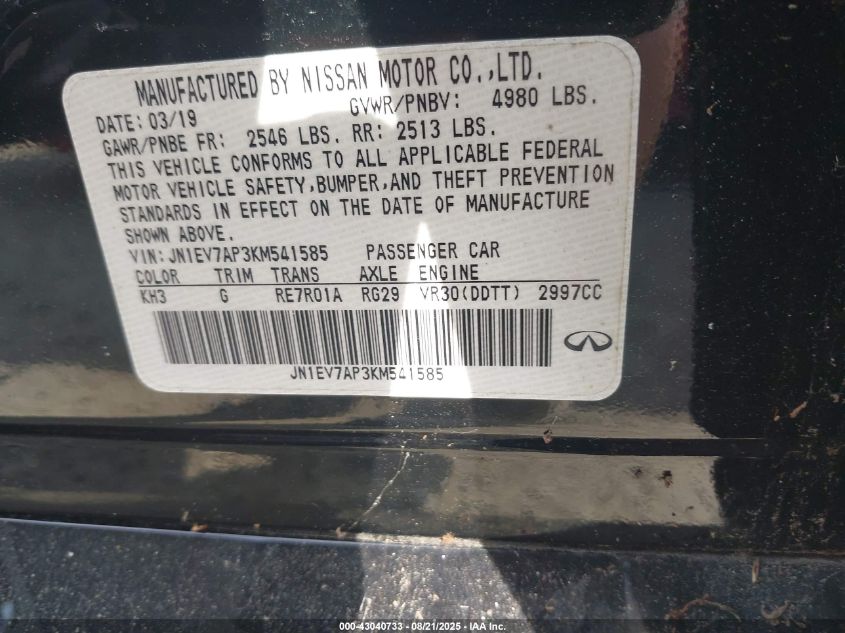 MANUFACTURED BY NISSAN MOTOR CO.,LTD.
DATE: 03/19 GVWR/PNBV: 4980 LBS.
GAWR/PNBE FR: 2546 LBS. RR: 2513 LBS.
THIS VEHICLE CONFORMS TO ALL APPLICABLE FEDERAL
MOTOR VEHICLE SAFETY,BUMPER,AND THEFT PREVENTION
STANDARDS IN EFFECT ON THE DATE OF MANUFACTURE
SHOWN ABOVE.
VIN:JN1EV7AP3KM541585 PASSENGER CAR
COLOR TRIM TRANS AXLE ENGINE
KH3 G RE7R01A RG29 VR30(DDTT) 2997CC
JN1EV7AP3KM541585
000-43040733 - 08/21/2025 - IAA Inc.